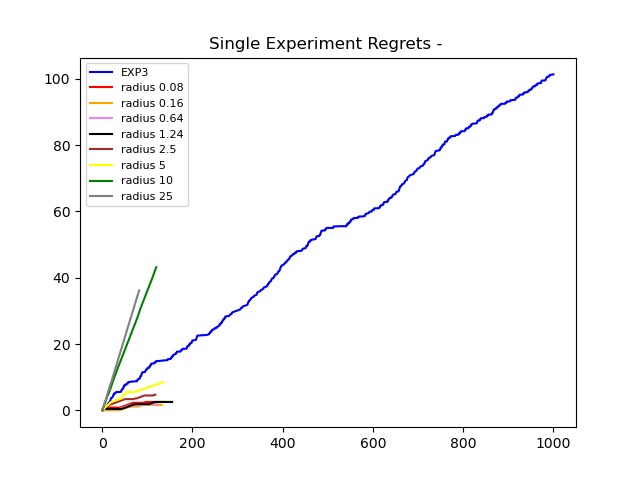 Single Experiment Regrets -
EXP3
radius 0.08
radius 0.16
radius 0.64
radius 1.24
radius 2.5
radius 5
radius 10
radius 25
100
80
60
40
20
0
0 200 400 600 800 1000